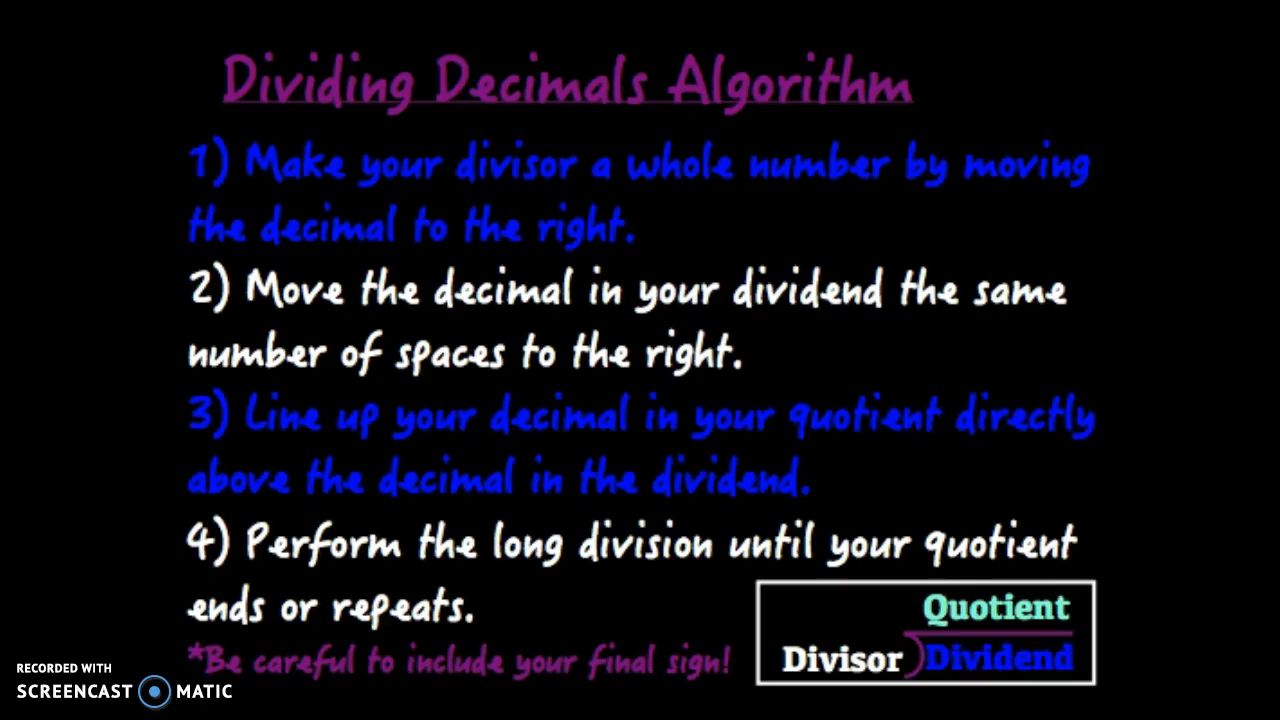 Dividing Decimals Algorithm
1) Make your divisor a whole number by moving
the decimal to the right.
2) Move the decimal in your dividend the same
number of spaces to the right.
3) Line up your decimal in your quotient directly
above the decimal in the dividend.
4) Perform the long division until your quotient
ends or repeats.
*Be careful to include your final sign!
Quotient
Divisor Dividend
RECORDED WITH
SCREENCAST MATIC